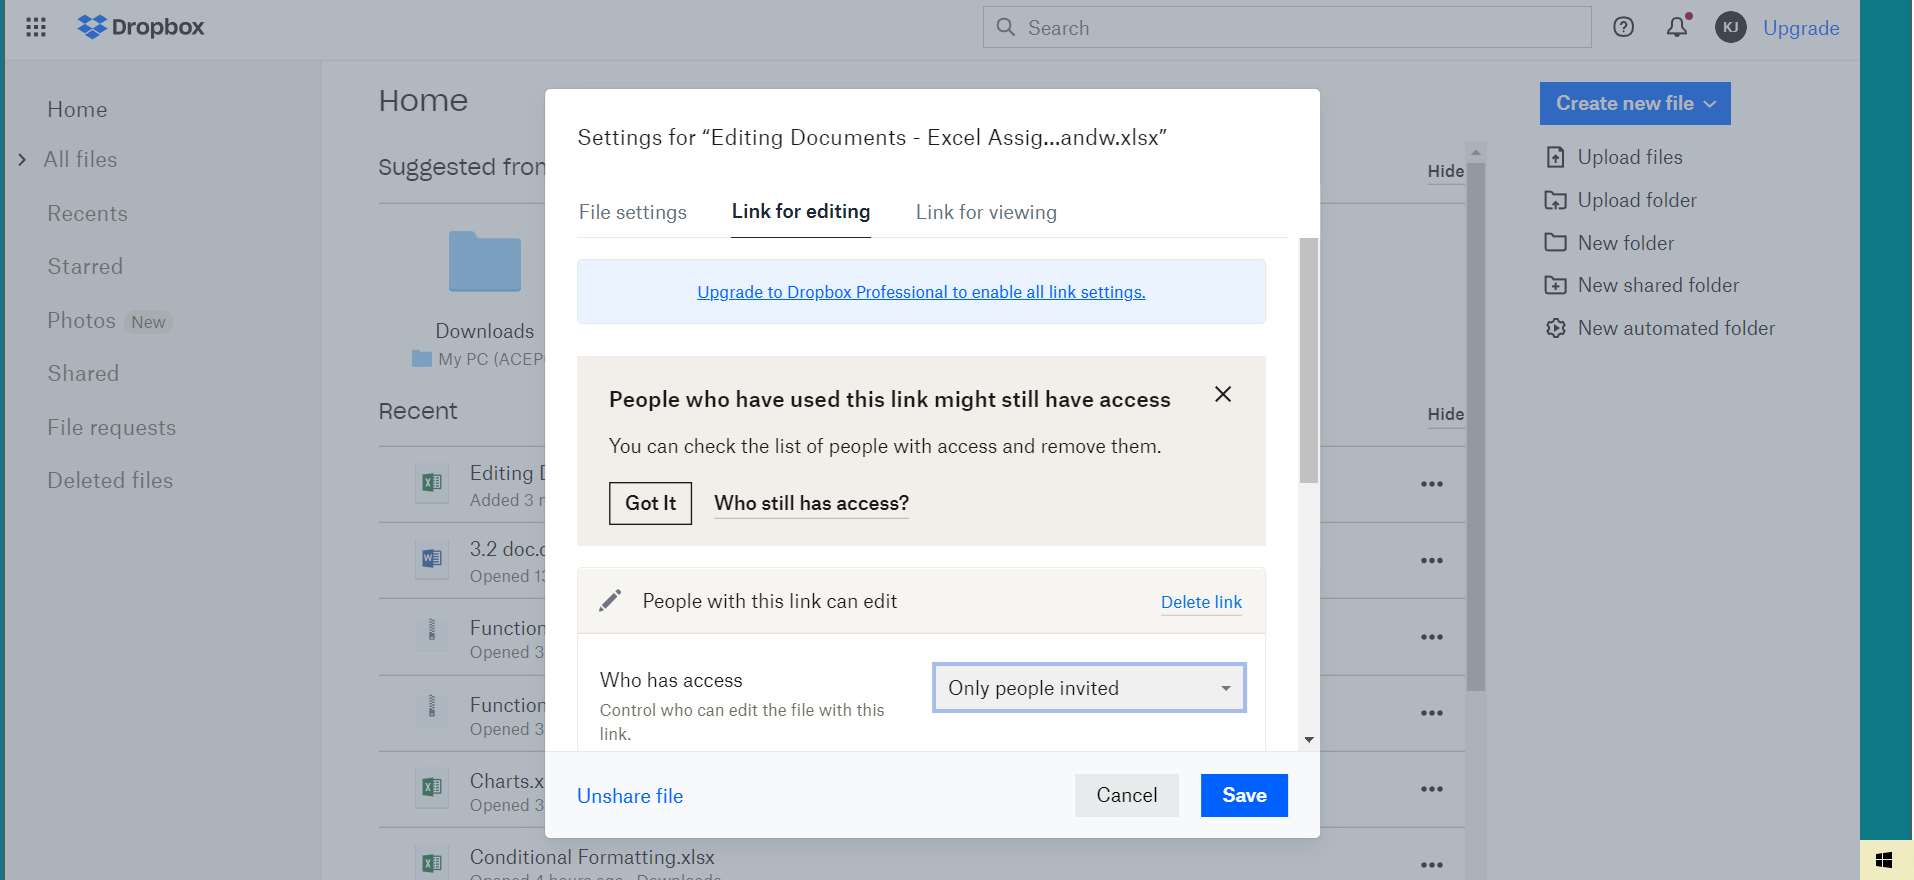 Dropbox
Search
KJ
Upgrade
Home
All files
Recents
Starred
Photos New
Shared
File requests
Deleted files
Home
Suggested from
Hide
Downloads
My PC (ACEP
Recent
Hide
Editing D
Added 3 m
3.2 doc.d
Opened 13
Function
Opened 3
Function
Opened 3
Charts.x
Opened 3
Conditional Formatting.xlsx
Opened 4 hours ago · Downloads
Settings for “Editing Documents - Excel Assig...andw.xlsx”
File settings
Link for editing
Link for viewing
Upgrade to Dropbox Professional to enable all link settings.
People who have used this link might still have access
You can check the list of people with access and remove them.
Got It
Who still has access?
People with this link can edit
Delete link
Who has access
Control who can edit the file with this
link.
Only people invited
Unshare file
Cancel
Save
Create new file
Upload files
Upload folder
New folder
New shared folder
New automated folder